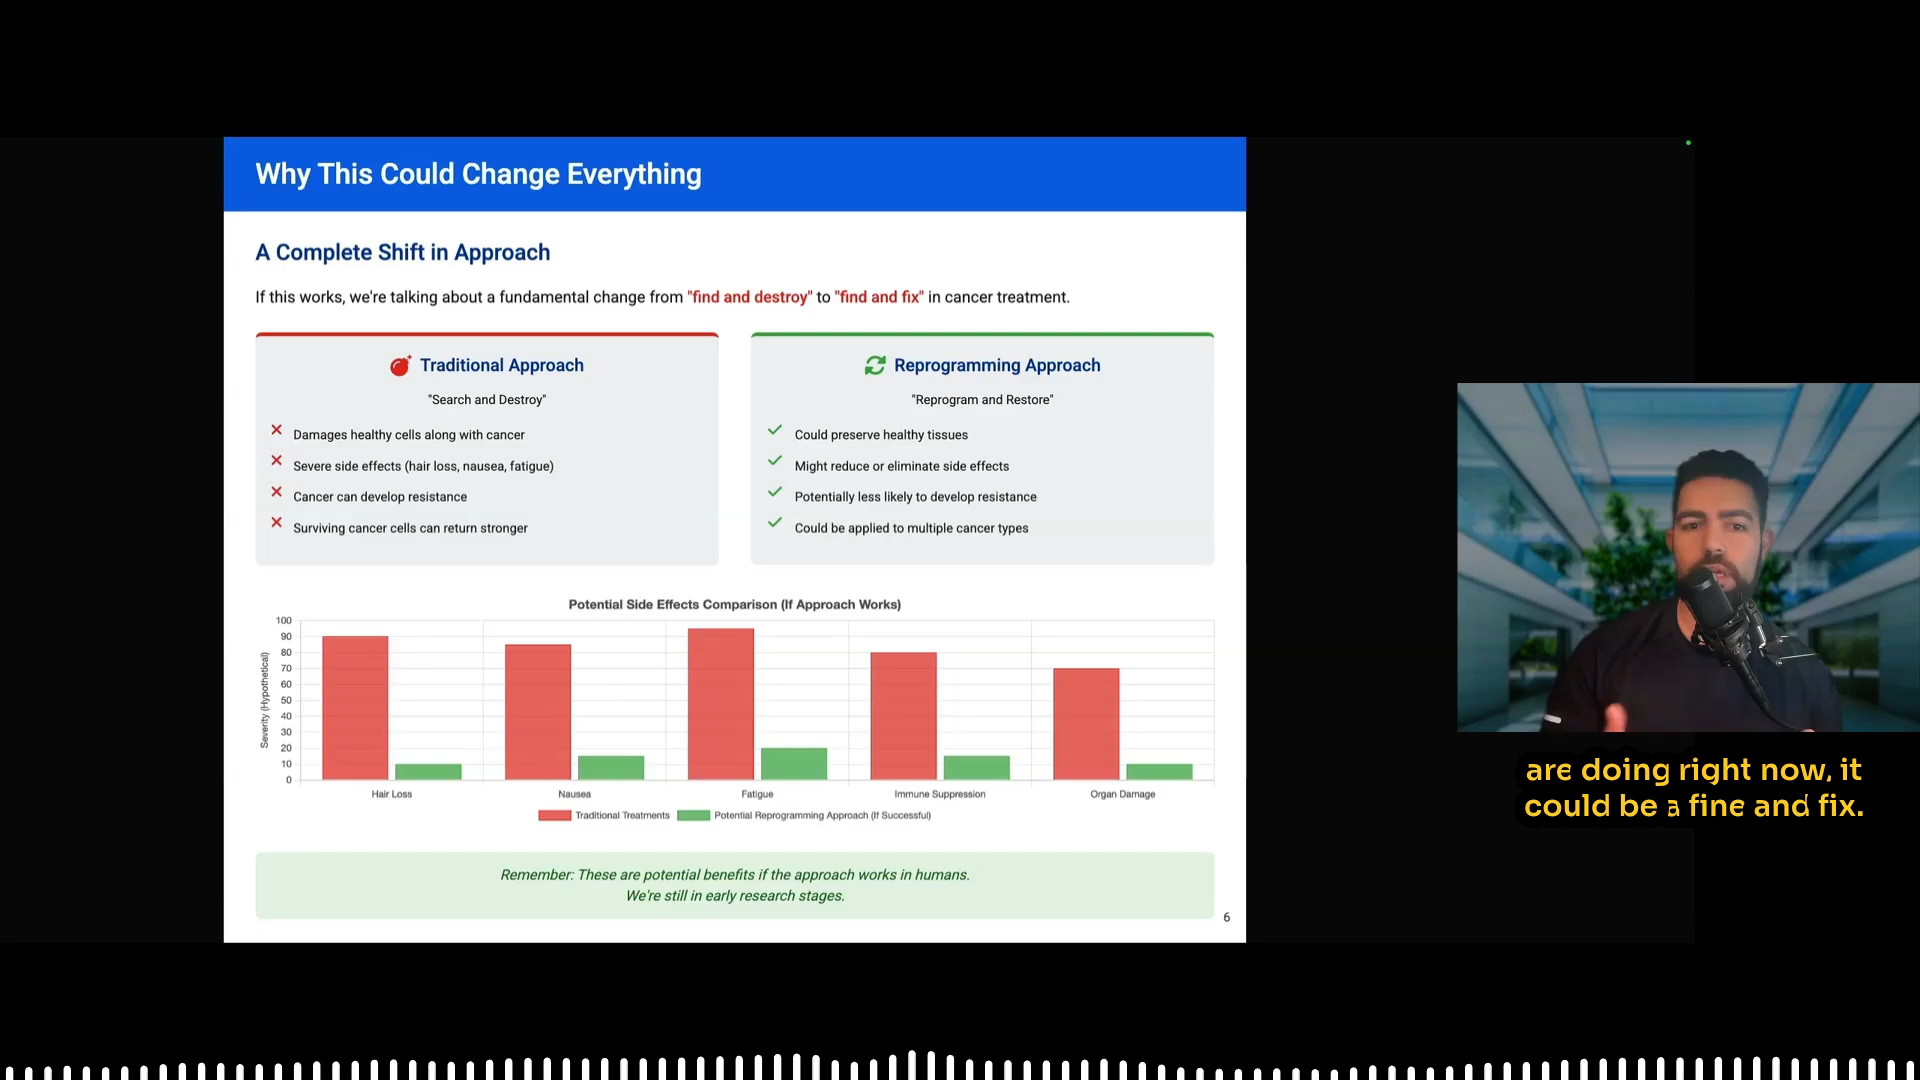 Why This Could Change Everything
A Complete Shift in Approach
If this works, we're talking about a fundamental change from "find and destroy" to "find and fix" in cancer treatment.
Traditional Approach
"Search and Destroy"
Damages healthy cells along with cancer
Severe side effects (hair loss, nausea, fatigue)
Cancer can develop resistance
Surviving cancer cells can return stronger
Reprogramming Approach
"Reprogram and Restore"
Could preserve healthy tissues
Might reduce or eliminate side effects
Potentially less likely to develop resistance
Could be applied to multiple cancer types
Potential Side Effects Comparison (If Approach Works)
Severity (Hypothetical)
100
90
80
70
60
50
40
30
20
10
0
Hair Loss
Nausea
Fatigue
Immune Suppression
Organ Damage
Traditional Treatments
Potential Reprogramming Approach (If Successful)
Remember: These are potential benefits if the approach works in humans.
We're still in early research stages.
6
are doing right now, it
could be a fine and fix.